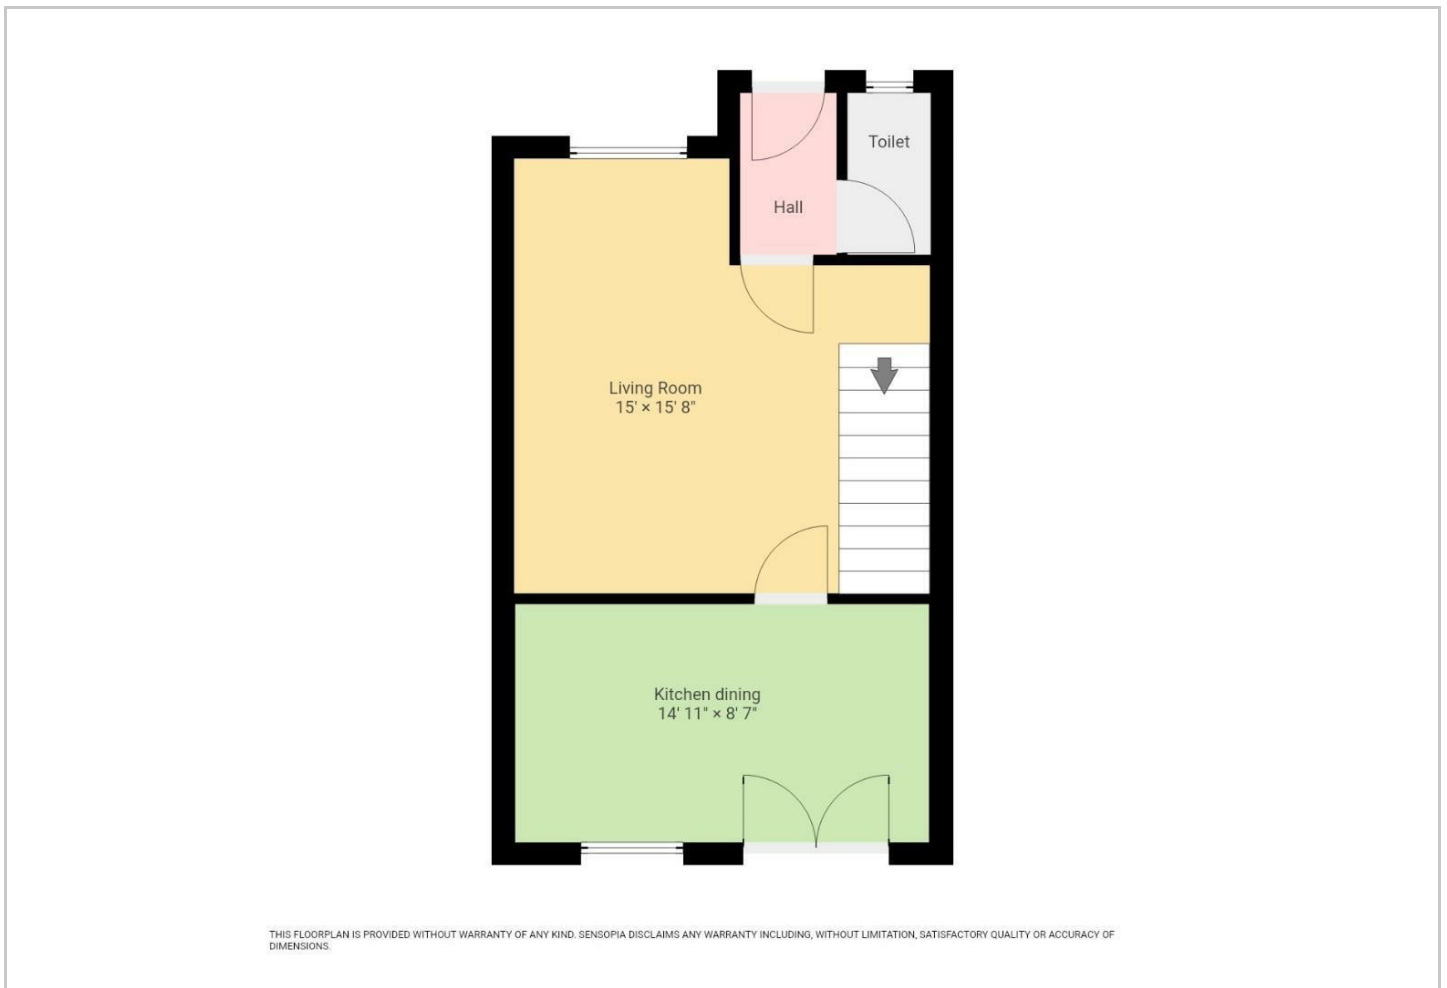 Toilet
Hall
Living Room
15' × 15' 8"
Kitchen dining
14' 11" × 8' 7"
THIS FLOORPLAN IS PROVIDED WITHOUT WARRANTY OF ANY KIND. SENSOPIA DISCLAIMS ANY WARRANTY INCLUDING, WITHOUT LIMITATION, SATISFACTORY QUALITY OR ACCURACY OF
DIMENSIONS.